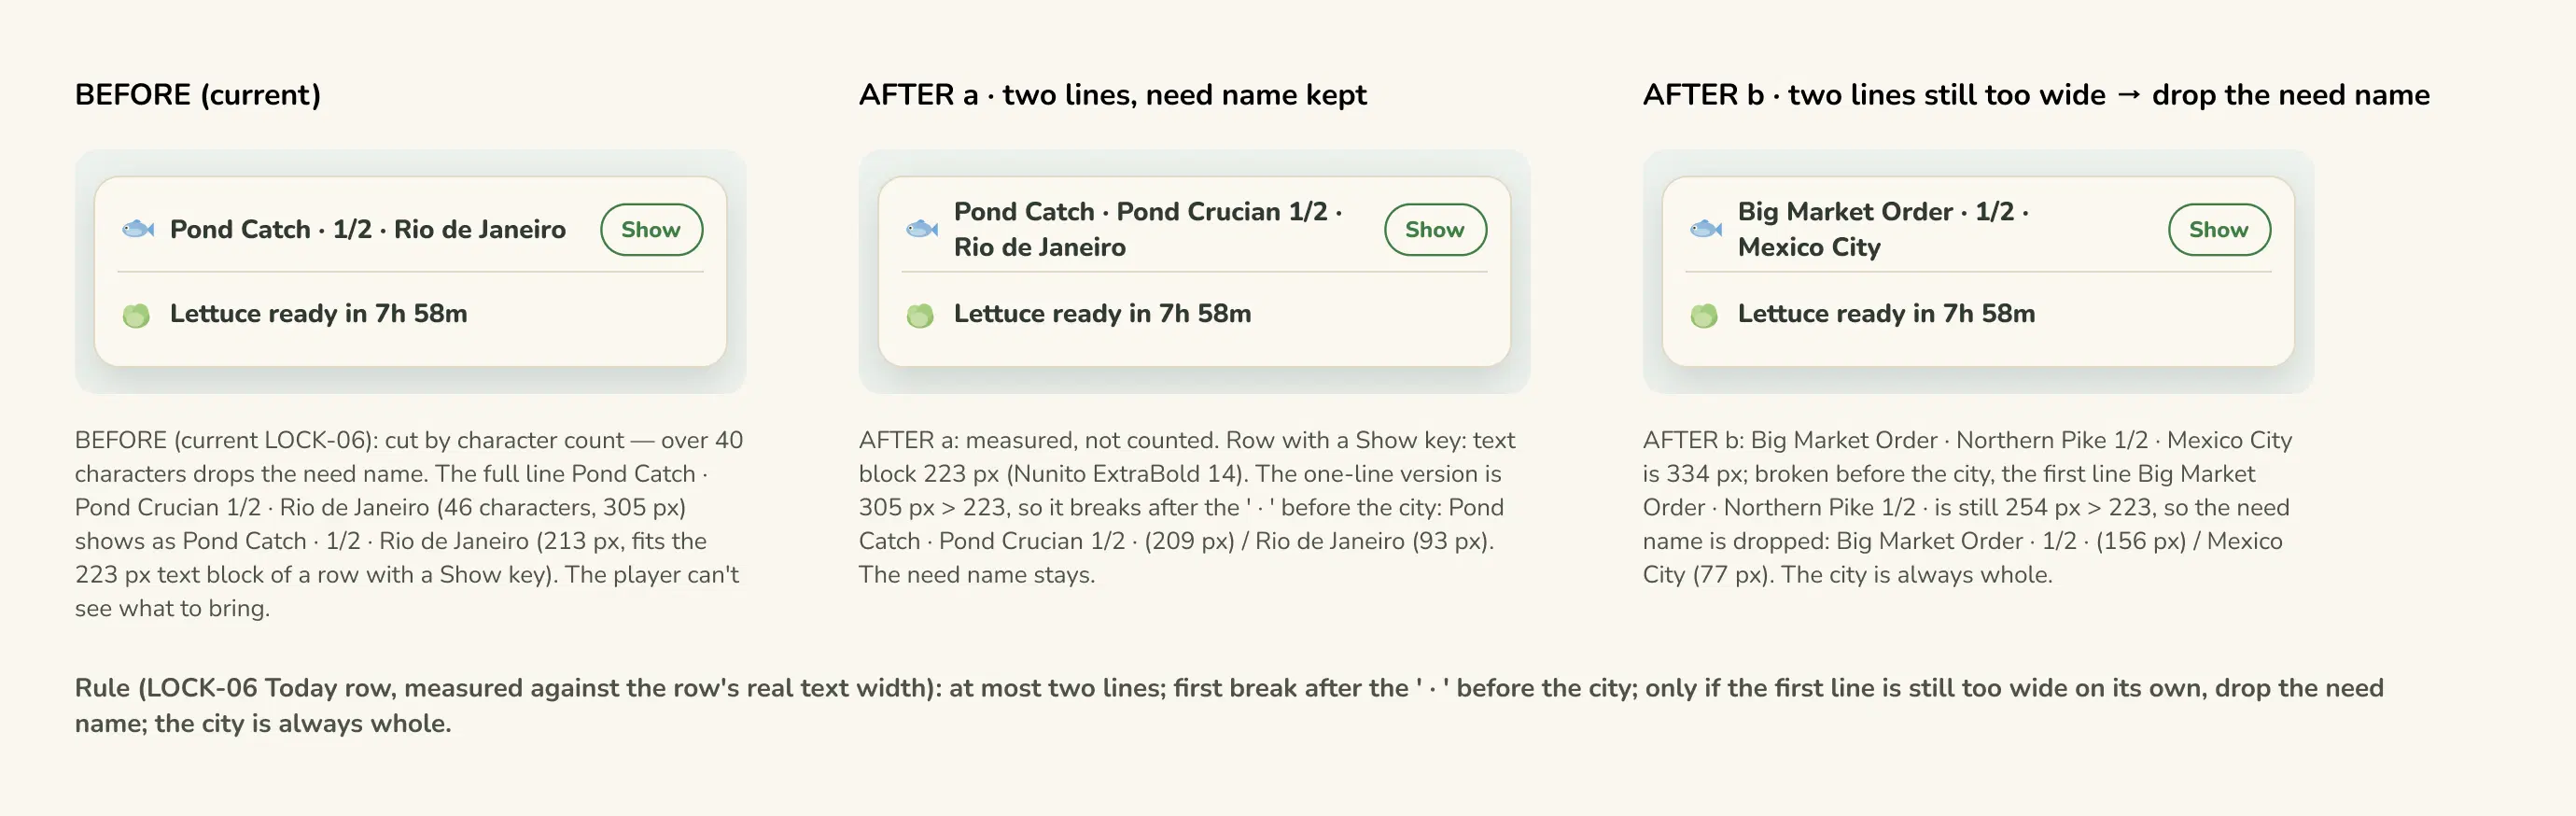 BEFORE (current)
Pond Catch · 1/2 · Rio de Janeiro
Show
Lettuce ready in 7h 58m
BEFORE (current LOCK-06): cut by character count — over 40
characters drops the need name. The full line Pond Catch ·
Pond Crucian 1/2 · Rio de Janeiro (46 characters, 305 px)
shows as Pond Catch · 1/2 · Rio de Janeiro (213 px, fits the
223 px text block of a row with a Show key). The player can't
see what to bring.
AFTER a · two lines, need name kept
Pond Catch · Pond Crucian 1/2 ·
Rio de Janeiro
Show
Lettuce ready in 7h 58m
AFTER a: measured, not counted. Row with a Show key: text
block 223 px (Nunito ExtraBold 14). The one-line version is
305 px > 223, so it breaks after the ' · ' before the city: Pond
Catch · Pond Crucian 1/2 · (209 px) / Rio de Janeiro (93 px).
The need name stays.
AFTER b · two lines still too wide → drop the need name
Big Market Order · 1/2 ·
Mexico City
Show
Lettuce ready in 7h 58m
AFTER b: Big Market Order · Northern Pike 1/2 · Mexico City
is 334 px; broken before the city, the first line Big Market
Order · Northern Pike 1/2 · is still 254 px > 223, so the need
name is dropped: Big Market Order · 1/2 · (156 px) / Mexico
City (77 px). The city is always whole.
Rule (LOCK-06 Today row, measured against the row's real text width): at most two lines; first break after the ' · ' before the city; only if the first line is still too wide on its own, drop the need
name; the city is always whole.